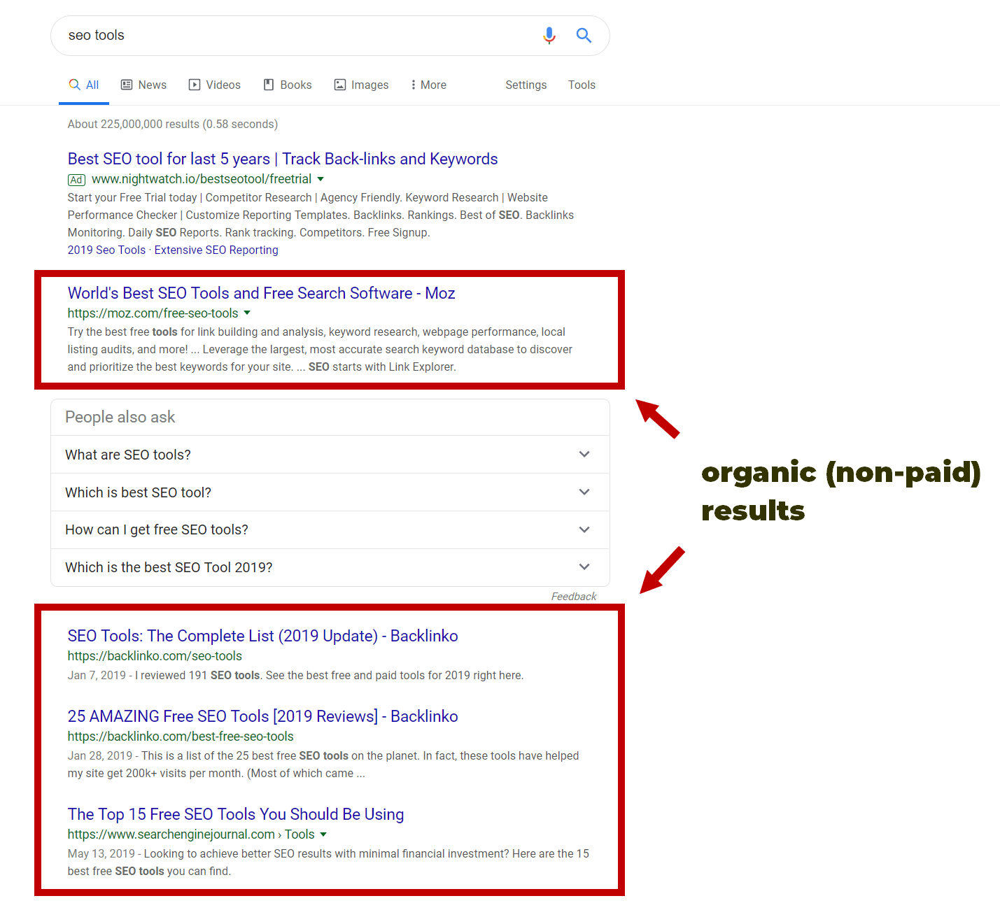 seo tools
All News Videos Books Images More Settings Tools
About 225,000,000 results (0.58 seconds)
Best SEO tool for last 5 years | Track Back-links and Keywords
Ad www.nightwatch.io/bestseotool/freetrial
Start your Free Trial today | Competitor Research | Agency Friendly. Keyword Research | Website
Performance Checker | Customize Reporting Templates. Backlinks. Rankings. Best of SEO. Backlinks
Monitoring. Daily SEO Reports. Rank tracking. Competitors. Free Signup.
2019 Seo Tools · Extensive SEO Reporting
World's Best SEO Tools and Free Search Software - Moz
https://moz.com/free-seo-tools
Try the best free tools for link building and analysis, keyword research, webpage performance, local
listing audits, and more! ... Leverage the largest, most accurate search keyword database to discover
and prioritize the best keywords for your site. ... SEO starts with Link Explorer.
People also ask
What are SEO tools?
Which is best SEO tool?
How can I get free SEO tools?
Which is the best SEO Tool 2019?
Feedback
organic (non-paid)
results
SEO Tools: The Complete List (2019 Update) - Backlinko
https://backlinko.com/seo-tools
Jan 7, 2019 - I reviewed 191 SEO tools. See the best free and paid tools for 2019 right here.
25 AMAZING Free SEO Tools [2019 Reviews] - Backlinko
https://backlinko.com/best-free-seo-tools
Jan 28, 2019 - This is a list of the 25 best free SEO tools on the planet. In fact, these tools have helped
my site get 200k+ visits per month. (Most of which came ...
The Top 15 Free SEO Tools You Should Be Using
https://www.searchenginejournal.com › Tools
May 13, 2019 - Looking to achieve better SEO results with minimal financial investment? Here are the 15
best free SEO tools you can find.